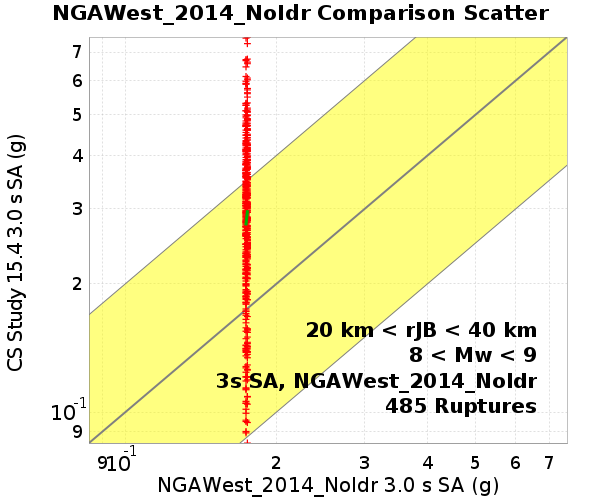 NGAWest_2014_NoIdr Comparison Scatter
7
6
5
4
3
2
10-1
9
CS Study 15.4 3.0 s SA (g)
20 km < rJB < 40 km
8 < Mw < 9
3s SA, NGAWest_2014_NoIdr
485 Ruptures
9 10-1 2 3 4 5 6 7
NGAWest_2014_NoIdr 3.0 s SA (g)